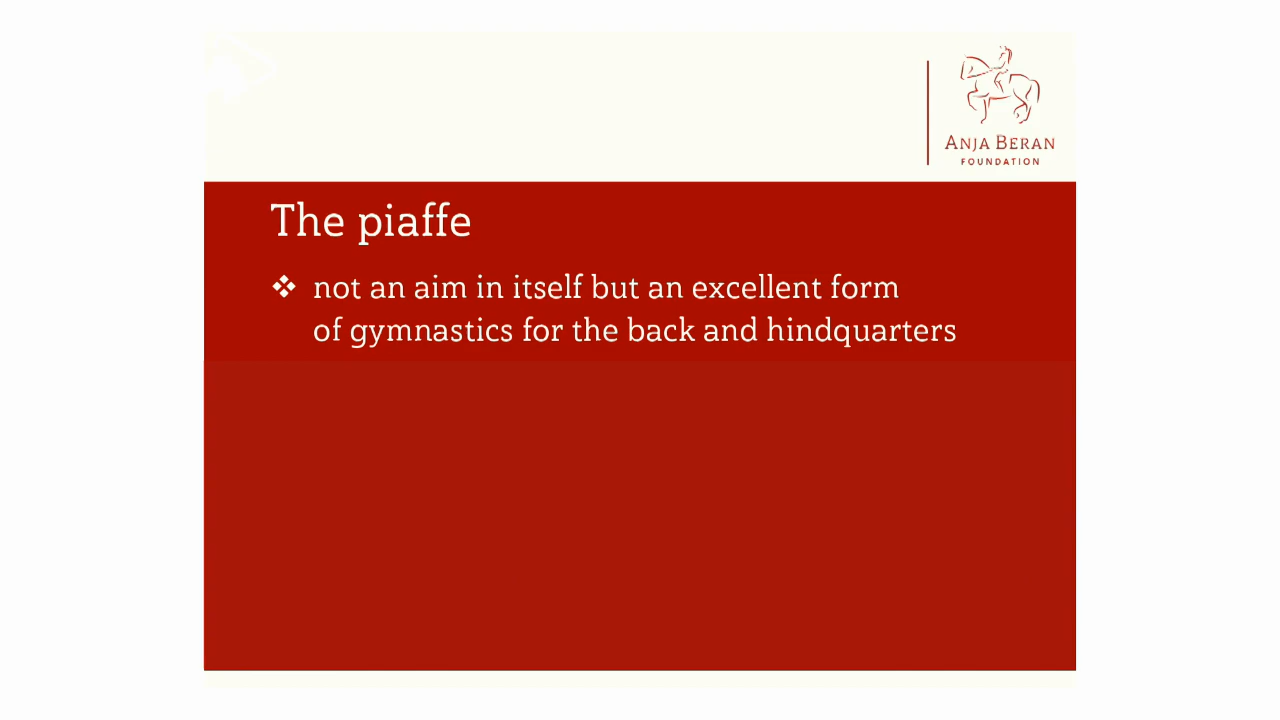 ANJA BERAN
FOUNDATION
The piaffe
❖ not an aim in itself but an excellent form
of gymnastics for the back and hindquarters